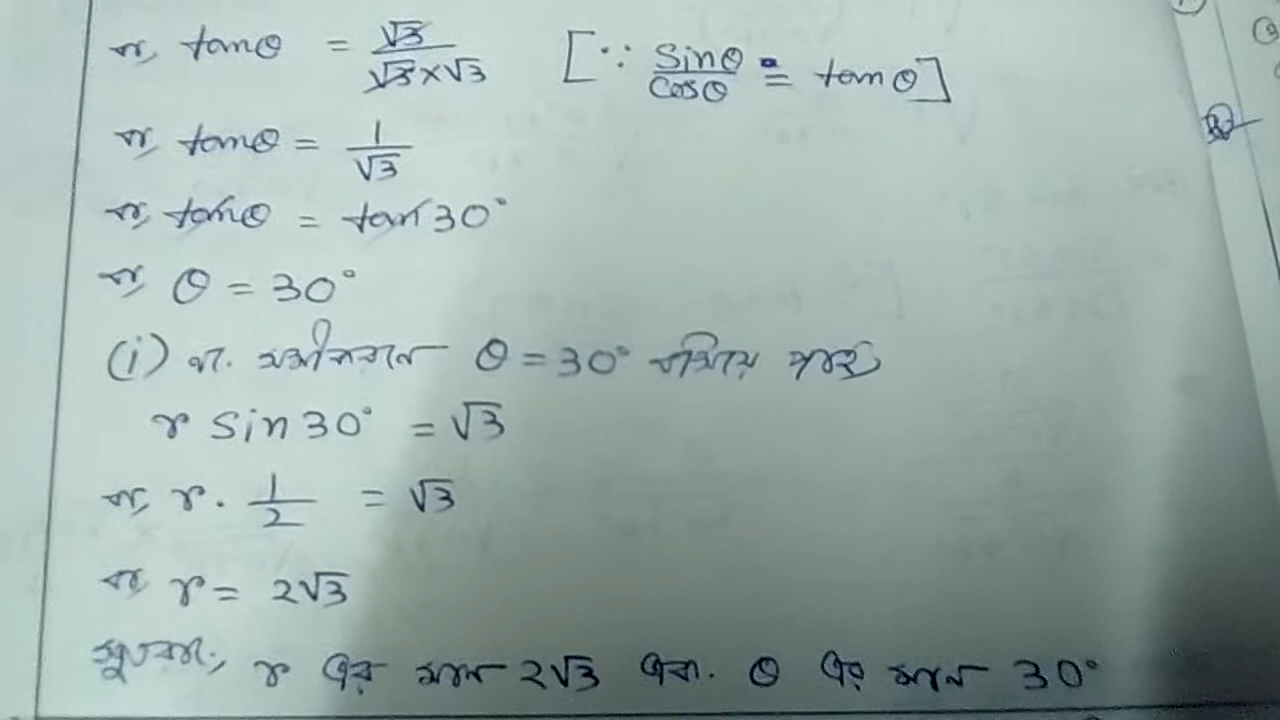 বা, tanθ = √3 / √3×√3 [∵ Sinθ/Cosθ = tanθ]
বা, tanθ = 1/√3
বা, tanθ = tan30°
বা, θ = 30°
(i) নং সমীকরণে θ = 30° বসিয়ে পাই
r sin30° = √3
বা, r. 1/2 = √3
বা, r = 2√3
সুতরাং, r এর মান 2√3 এবং θ এর মান 30°